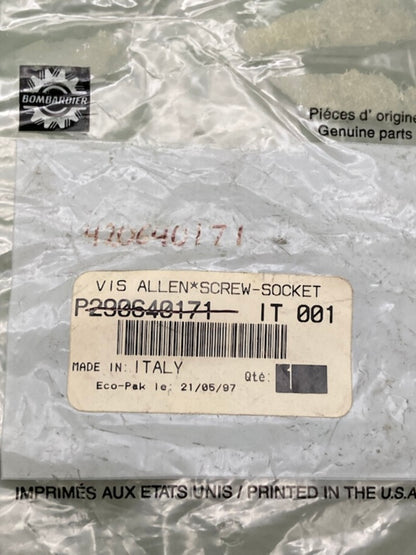 BOMBARDIER
Piéces d' origine
Genuine parts
420640171
VIS ALLEN*SCREW-SOCKET
P290640171 IT 001
MADE IN: ITALY Qté: 1
Eco-Pak le: 21/05/97
IMPRIMÉS AUX ETATS UNIS / PRINTED IN THE U.S.A